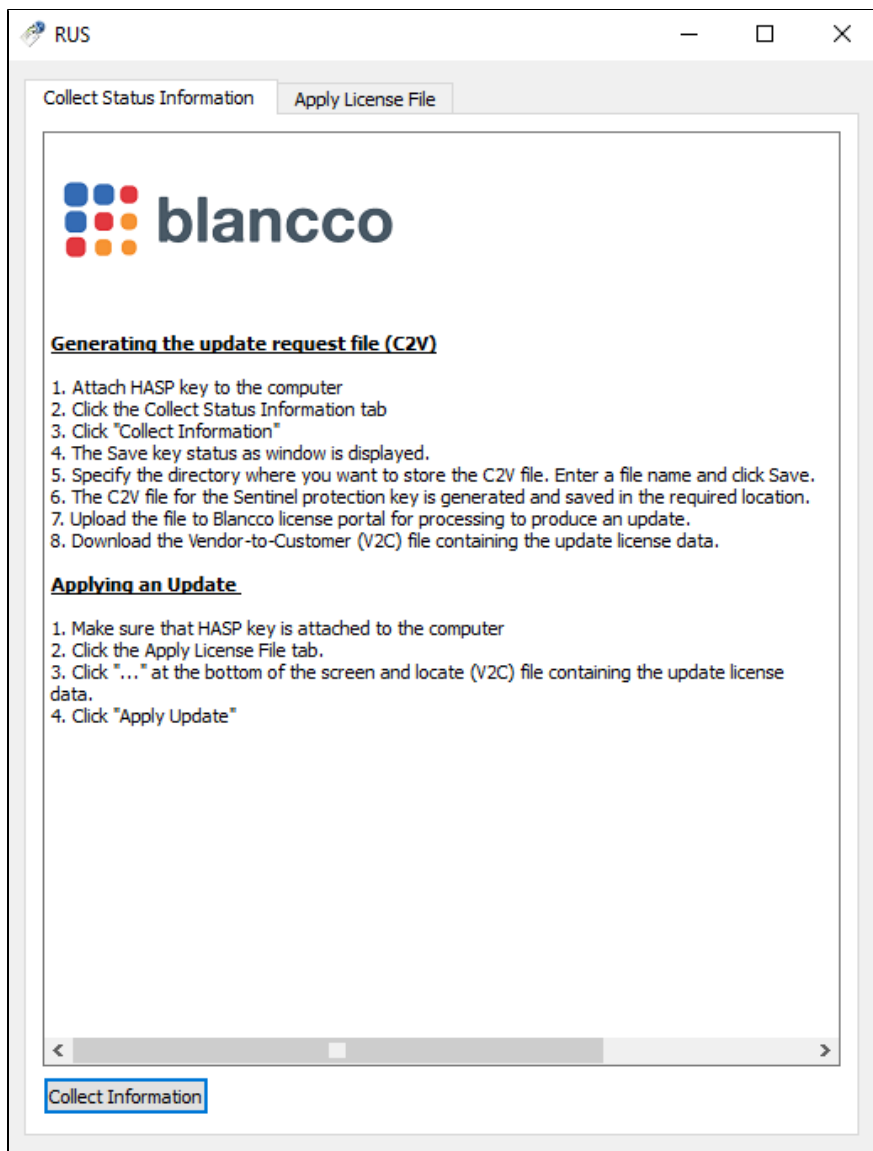 RUS
Collect Status Information
Apply License File
blancco
Generating the update request file (C2V)
1. Attach HASP key to the computer
2. Click the Collect Status Information tab
3. Click "Collect Information"
4. The Save key status as window is displayed.
5. Specify the directory where you want to store the C2V file. Enter a file name and click Save.
6. The C2V file for the Sentinel protection key is generated and saved in the required location.
7. Upload the file to Blancco license portal for processing to produce an update.
8. Download the Vendor-to-Customer (V2C) file containing the update license data.
Applying an Update
1. Make sure that HASP key is attached to the computer
2. Click the Apply License File tab.
3. Click "..." at the bottom of the screen and locate (V2C) file containing the update license
data.
4. Click "Apply Update"
Collect Information